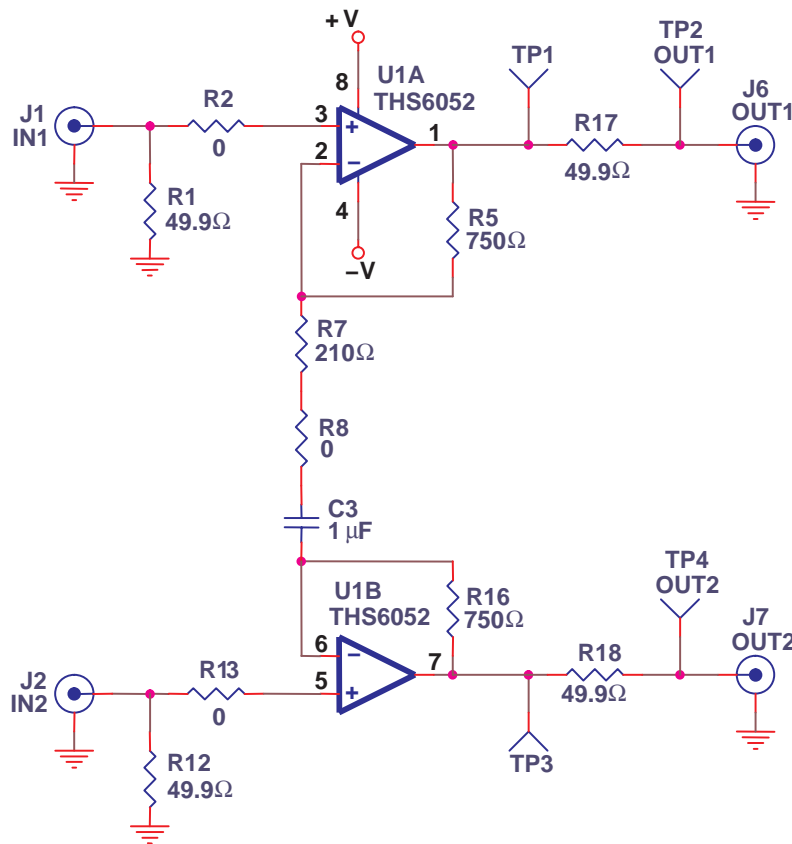 +V
8
U1A
THS6052
TP1
TP2
OUT1
J1
IN1
R2
0
3
+
2
−
1
R17
49.9Ω
J6
OUT1
R1
49.9Ω
4
−V
R5
750Ω
R7
210Ω
R8
0
C3
1 μF
U1B
THS6052
R16
750Ω
TP4
OUT2
J2
IN2
R13
0
6
−
5
+
7
R18
49.9Ω
J7
OUT2
R12
49.9Ω
TP3